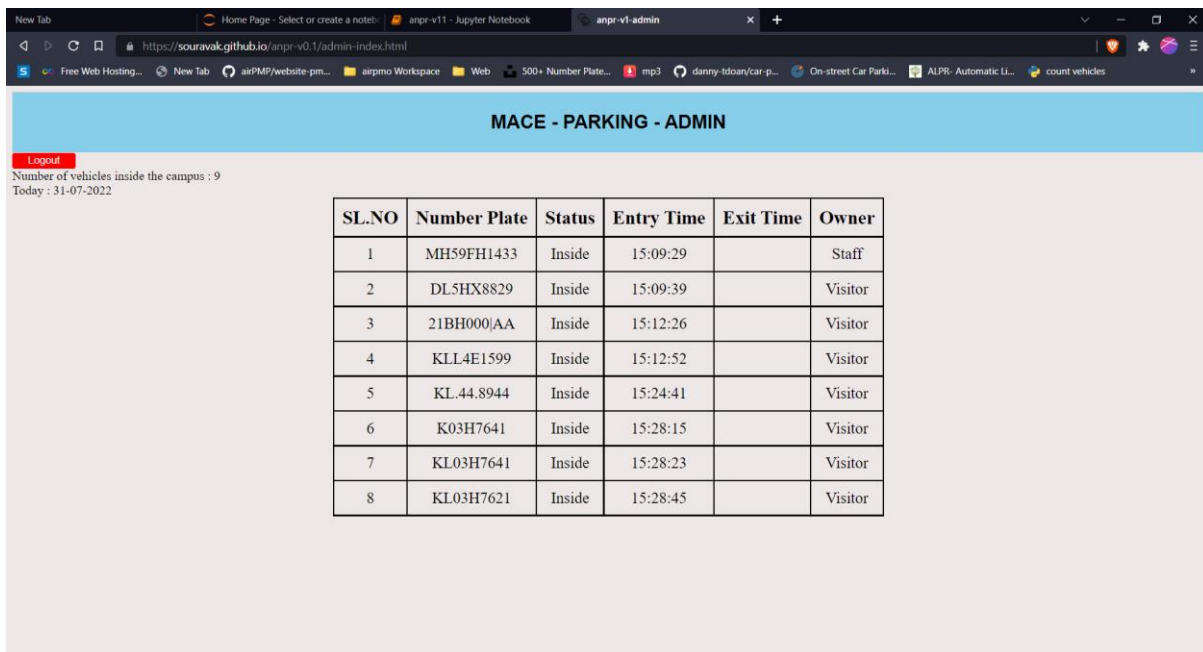 New Tab Home Page - Select or create a noteb anpr-v11 - Jupyter Notebook anpr-v1-admin
https://souravak.github.io/anpr-v0.1/admin-index.html
S Free Web Hosting... New Tab airPMP/website-pm... airpmo Workspace Web 500+ Number Plate... mp3 danny-tdoan/car-p... On-street Car Parki... ALPR- Automatic Li... count vehicles »
MACE - PARKING - ADMIN
Logout
Number of vehicles inside the campus : 9
Today : 31-07-2022
SL.NO Number Plate Status Entry Time Exit Time Owner
1 MH59FH1433 Inside 15:09:29 Staff
2 DL5HX8829 Inside 15:09:39 Visitor
3 21BH000|AA Inside 15:12:26 Visitor
4 KLL4E1599 Inside 15:12:52 Visitor
5 KL.44.8944 Inside 15:24:41 Visitor
6 K03H7641 Inside 15:28:15 Visitor
7 KL03H7641 Inside 15:28:23 Visitor
8 KL03H7621 Inside 15:28:45 Visitor